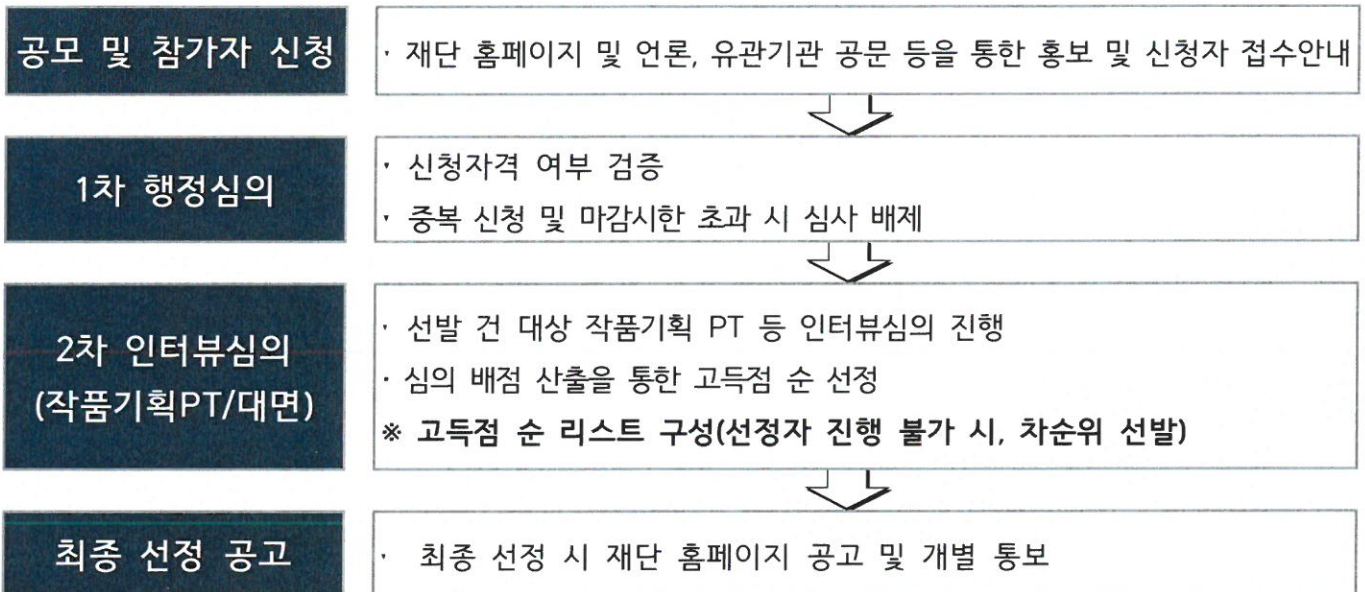 공모 및 참가자 신청
· 재단 홈페이지 및 언론, 유관기관 공문 등을 통한 홍보 및 신청자 접수안내
1차 행정심의
· 신청자격 여부 검증
· 중복 신청 및 마감시한 초과 시 심사 배제
2차 인터뷰심의
(작품기획PT/대면)
· 선발 건 대상 작품기획 PT 등 인터뷰심의 진행
· 심의 배점 산출을 통한 고득점 순 선정
※ 고득점 순 리스트 구성(선정자 진행 불가 시, 차순위 선발)
최종 선정 공고
· 최종 선정 시 재단 홈페이지 공고 및 개별 통보